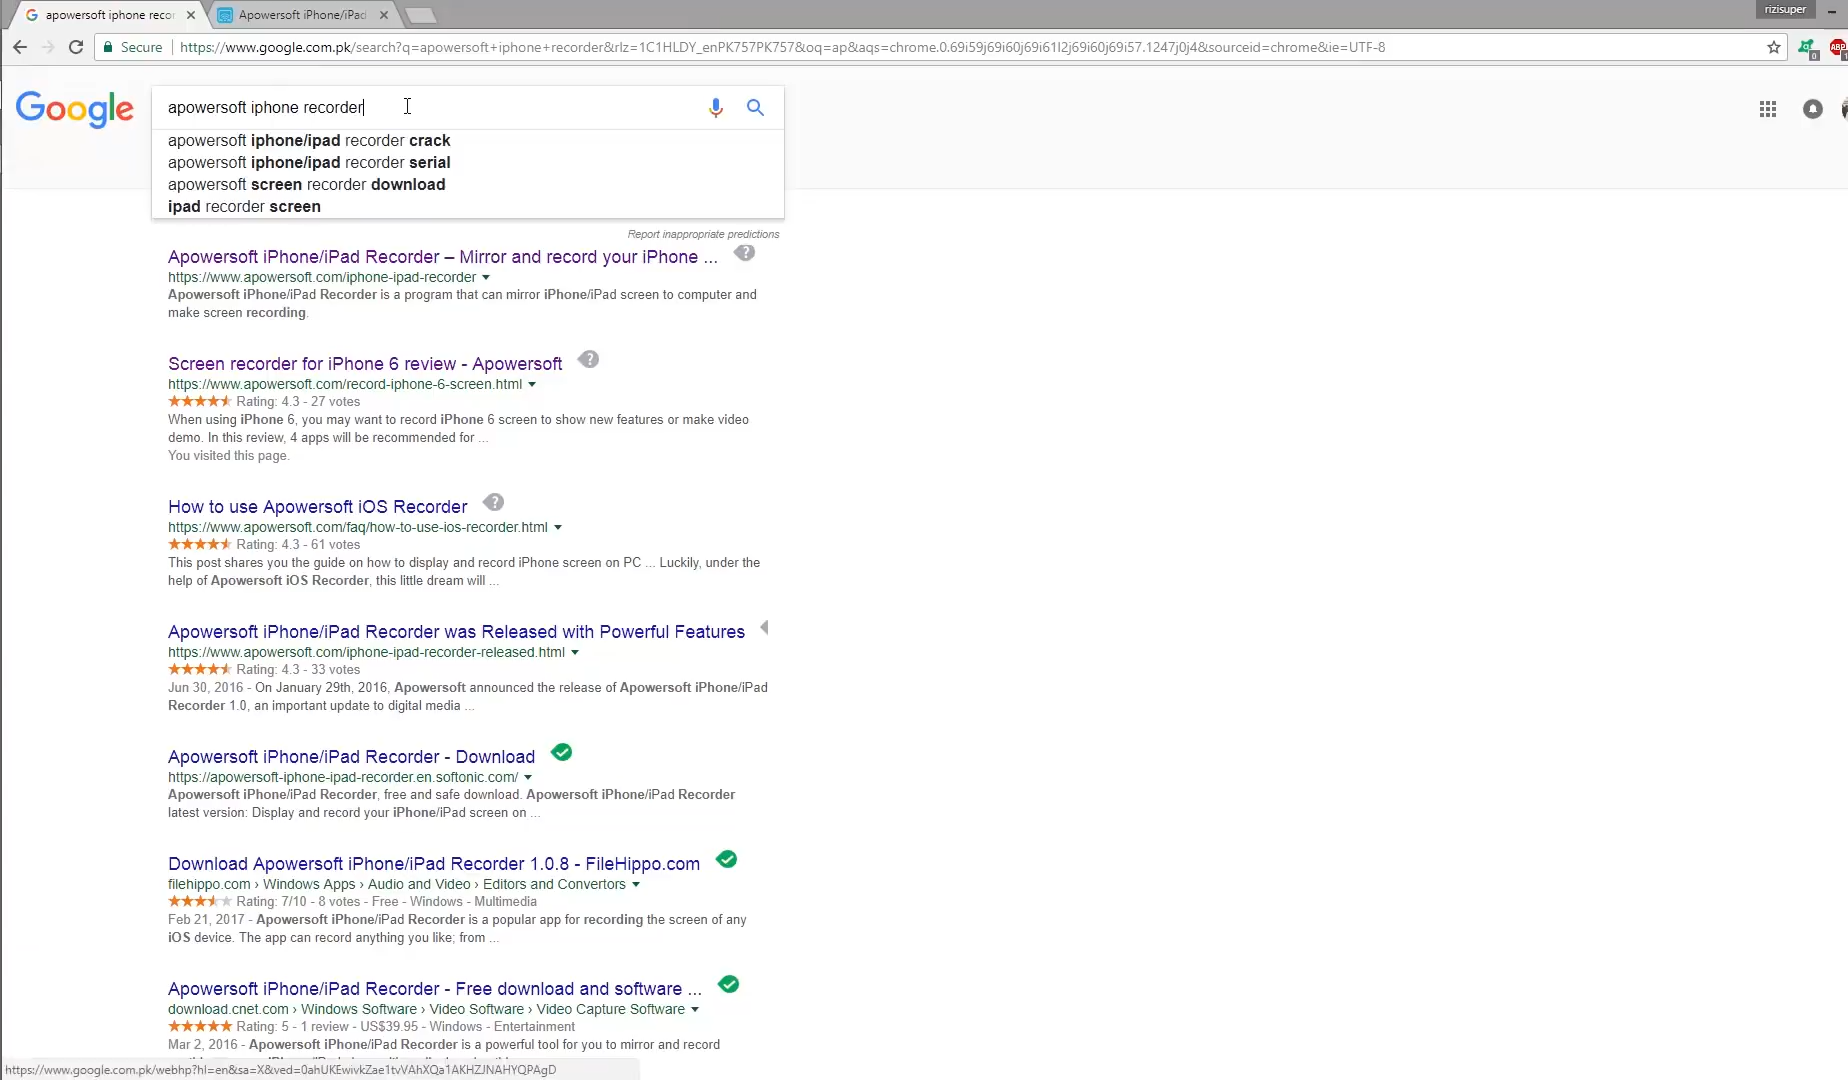 apowersoft iphone reco
Apowersoft iPhone/iPad
rizisuper
Secure
https://www.google.com.pk/search?q=apowersoft+iphone+recorder&rlz=1C1HLDY_enPK757PK757&oq=ap&aqs=chrome.0.69i59j69i60j69i61l2j69i60j69i57.1247j0j4&sourceid=chrome&ie=UTF-8
0
ABP
Google
apowersoft iphone recorder
apowersoft iphone/ipad recorder crack
apowersoft iphone/ipad recorder serial
apowersoft screen recorder download
ipad recorder screen
Report inappropriate predictions
Apowersoft iPhone/iPad Recorder – Mirror and record your iPhone ...
https://www.apowersoft.com/iphone-ipad-recorder
Apowersoft iPhone/iPad Recorder is a program that can mirror iPhone/iPad screen to computer and
make screen recording.
Screen recorder for iPhone 6 review - Apowersoft
https://www.apowersoft.com/record-iphone-6-screen.html
Rating: 4.3 - 27 votes
When using iPhone 6, you may want to record iPhone 6 screen to show new features or make video
demo. In this review, 4 apps will be recommended for ...
You visited this page.
How to use Apowersoft iOS Recorder
https://www.apowersoft.com/faq/how-to-use-ios-recorder.html
Rating: 4.3 - 61 votes
This post shares you the guide on how to display and record iPhone screen on PC ... Luckily, under the
help of Apowersoft iOS Recorder, this little dream will ...
Apowersoft iPhone/iPad Recorder was Released with Powerful Features
https://www.apowersoft.com/iphone-ipad-recorder-released.html
Rating: 4.3 - 33 votes
Jun 30, 2016 - On January 29th, 2016, Apowersoft announced the release of Apowersoft iPhone/iPad
Recorder 1.0, an important update to digital media ...
Apowersoft iPhone/iPad Recorder - Download
https://apowersoft-iphone-ipad-recorder.en.softonic.com/
Apowersoft iPhone/iPad Recorder, free and safe download. Apowersoft iPhone/iPad Recorder
latest version: Display and record your iPhone/iPad screen on ...
Download Apowersoft iPhone/iPad Recorder 1.0.8 - FileHippo.com
filehippo.com › Windows Apps › Audio and Video › Editors and Convertors
Rating: 7/10 - 8 votes - Free - Windows - Multimedia
Feb 21, 2017 - Apowersoft iPhone/iPad Recorder is a popular app for recording the screen of any
iOS device. The app can record anything you like; from ...
Apowersoft iPhone/iPad Recorder - Free download and software ...
download.cnet.com › Windows Software › Video Software › Video Capture Software
Rating: 5 - 1 review - US$39.95 - Windows - Entertainment
Mar 2, 2016 - Apowersoft iPhone/iPad Recorder is a powerful tool for you to mirror and record
https://www.google.com.pk/webhp?hl=en&sa=X&ved=0ahUKEwivkZae1tvVAhXQa1AKHZJNAHYQPAgD